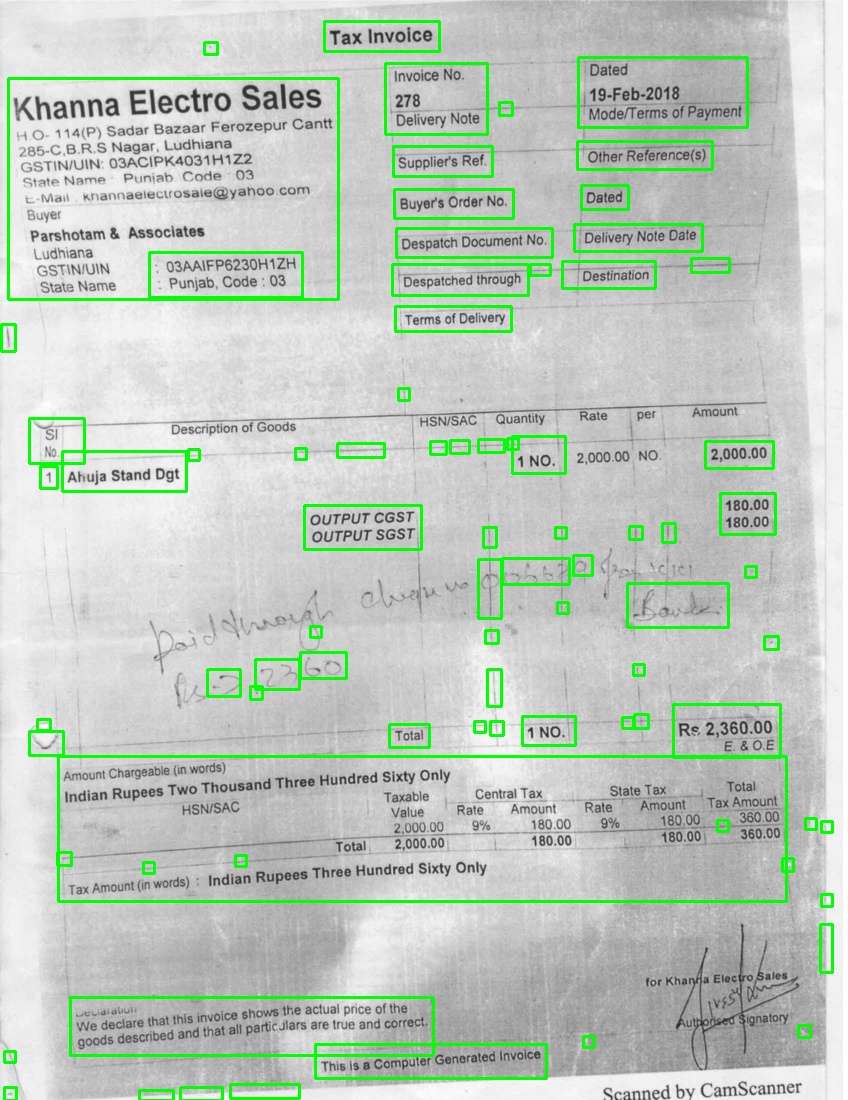 Tax Invoice
Khanna Electro Sales
H.O- 114(P) Sadar Bazaar Ferozepur Cantt
285-C,B.R.S Nagar, Ludhiana
GSTIN/UIN: 03ACIPK4031H1Z2
State Name : Punjab Code : 03
E-Mail : khannaelectrosale@yahoo.com
Buyer
Parshotam & Associates
Ludhiana
GSTIN/UIN : 03AAIFP6230H1ZH
State Name : Punjab, Code : 03
Invoice No.
278
Dated
19-Feb-2018
Delivery Note
Mode/Terms of Payment
Supplier's Ref.
Other Reference(s)
Buyer's Order No.
Dated
Despatch Document No.
Delivery Note Date
Despatched through
Destination
Terms of Delivery
Sl No. Description of Goods HSN/SAC Quantity Rate per Amount
1 Ahuja Stand Dgt 1 NO. 2,000.00 NO. 2,000.00
OUTPUT CGST 180.00
OUTPUT SGST 180.00
paid through cheque no
Bank
Rs 2360
Total 1 NO. Rs. 2,360.00
E. & O.E
Amount Chargeable (in words)
Indian Rupees Two Thousand Three Hundred Sixty Only
HSN/SAC Taxable Value Central Tax State Tax Total Tax Amount
Rate Amount Rate Amount
2,000.00 9% 180.00 9% 180.00 360.00
Total 2,000.00 180.00 180.00 360.00
Tax Amount (in words) : Indian Rupees Three Hundred Sixty Only
for Khanna Electro Sales
Authorised Signatory
Declaration
We declare that this invoice shows the actual price of the
goods described and that all particulars are true and correct.
This is a Computer Generated Invoice
Scanned by CamScanner